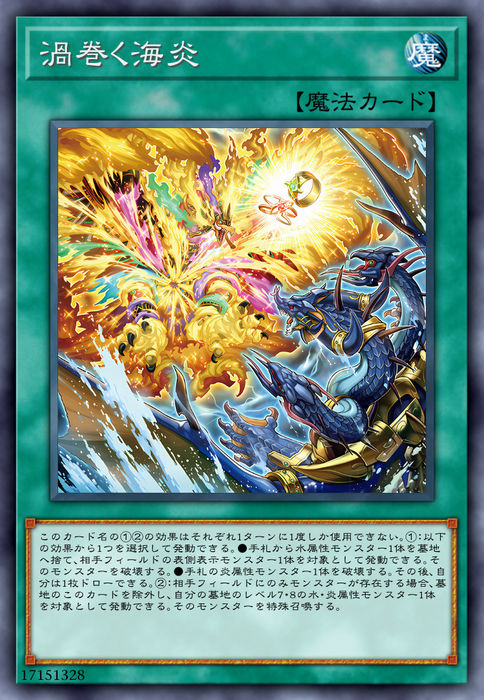 渦巻く海炎
魔
【魔法カード】
このカード名の①②の効果はそれぞれ1ターンに1度しか使用できない。①:以下
の効果から1つを選択して発動できる。●手札から水属性モンスター1体を墓地
へ捨て、相手フィールドの表側表示モンスター1体を対象として発動できる。そ
のモンスターを破壊する。●手札の炎属性モンスター1体を破壊する。その後、自
分は1枚ドローできる。②:相手フィールドにのみモンスターが存在する場合、墓
地のこのカードを除外し、自分の墓地のレベル7・8の水・炎属性モンスター1体
を対象として発動できる。そのモンスターを特殊召喚する。
17151328